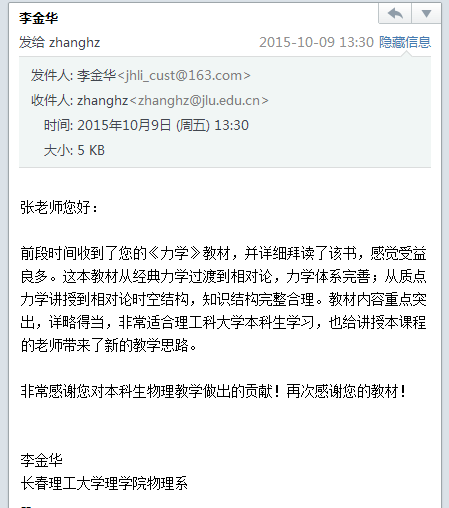 李金华
发给 zhanghz 2015-10-09 13:30 隐藏信息
发件人: 李金华<jhli_cust@163.com>
收件人: zhanghz<zhanghz@jlu.edu.cn>
时间: 2015年10月9日 (周五) 13:30
大小: 5 KB
张老师您好：
前段时间收到了您的《力学》教材，并详细拜读了该书，感觉受益
良多。这本教材从经典力学过渡到相对论，力学体系完善；从质点
力学讲授到相对论时空结构，知识结构完整合理。教材内容重点突
出，详略得当，非常适合理工科大学本科生学习，也给讲授本课程
的老师带来了新的教学思路。
非常感谢您对本科生物理教学做出的贡献！再次感谢您的教材！
李金华
长春理工大学理学院物理系
--